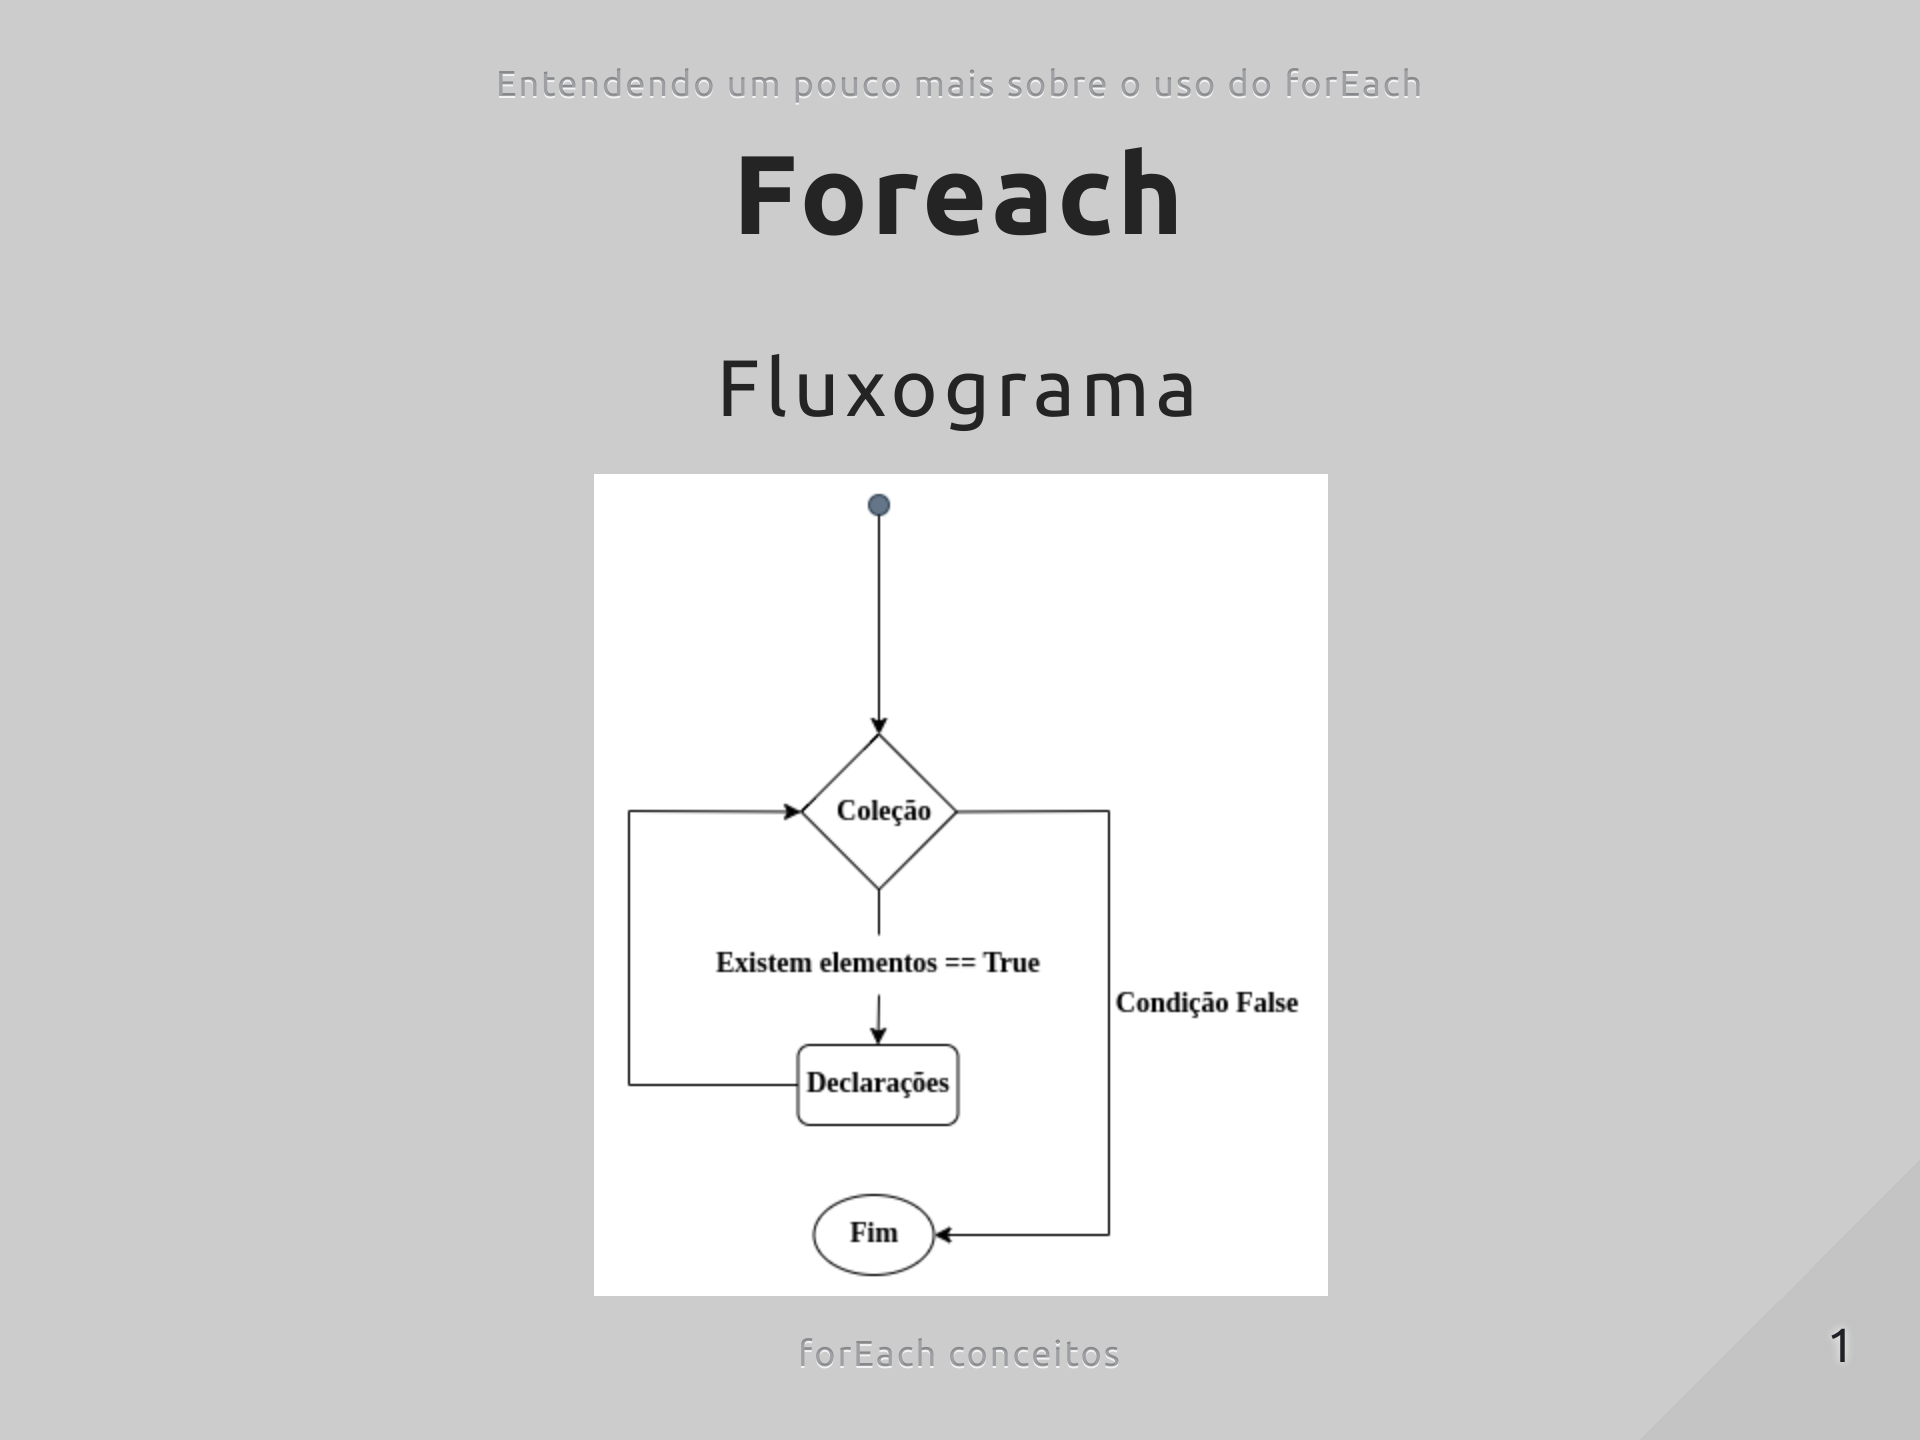 Entendendo um pouco mais sobre o uso do forEach
Foreach
Fluxograma
Coleção
Existem elementos == True
Condição False
Declarações
Fim
forEach conceitos
1